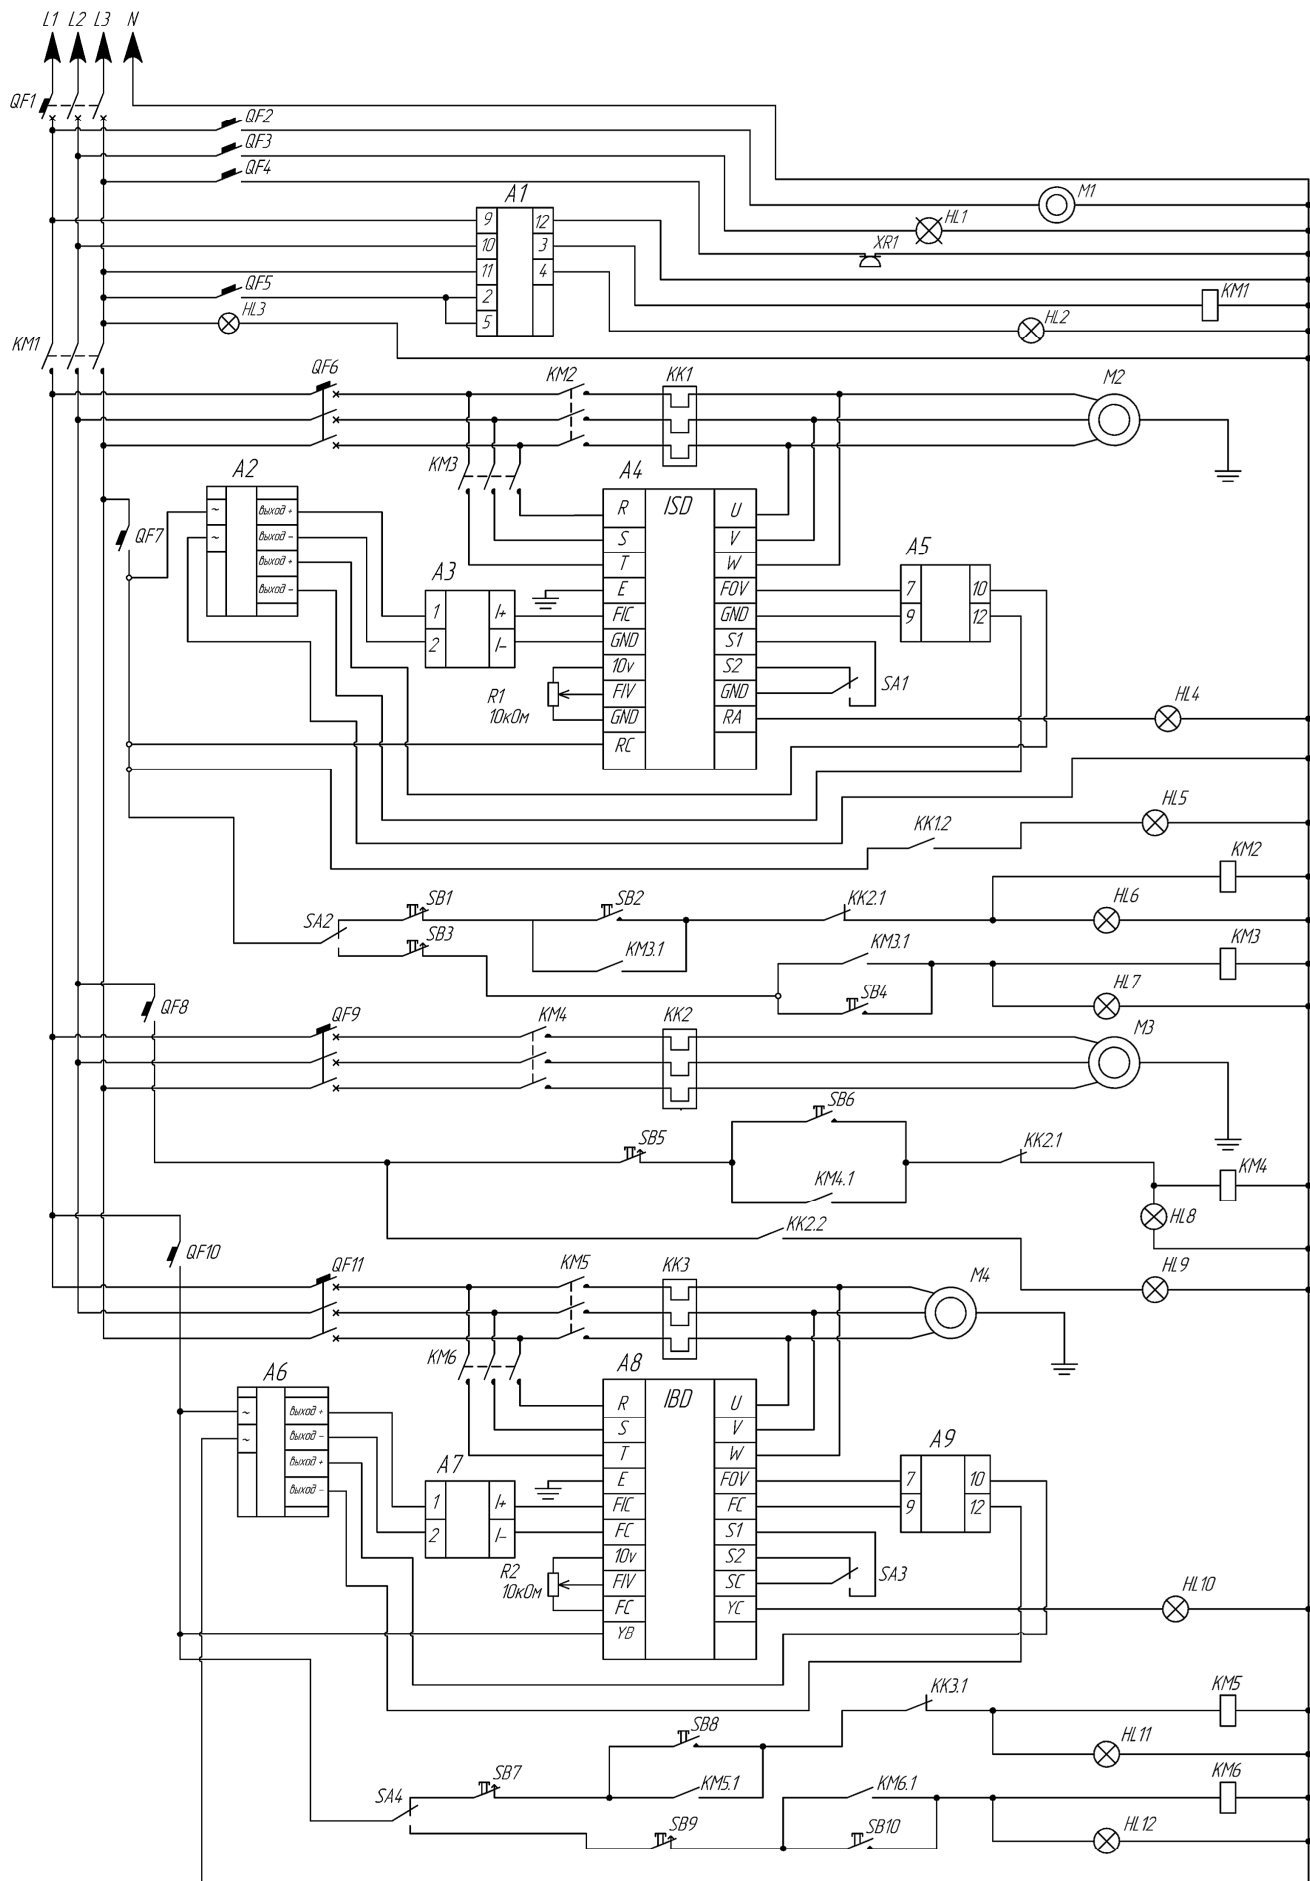 L1 L2 L3 N
QF1
QF2
QF3
QF4
A1
M1
HL1
XR1
9 12
10 3
11 4
2
5
QF5
HL3
KM1
HL2
KM1
QF6
KM2
KK1
M2
A2
KM3
A4
QF7
~ выход +
~ выход -
выход +
выход -
R ISD U
S V
T W
E FOV
FIC GND
GND S1
10v S2
FIV GND
GND RA
RC
A3
1 I+
2 I-
A5
7 10
9 12
R1
10кОм
SA1
HL4
HL5
KK1.2
KM2
SA2
SB1
SB2
KK2.1
HL6
SB3
KM3.1
KM3.1
KM3
SB4
HL7
QF8
QF9
KM4
KK2
M3
SB6
SB5
KK2.1
KM4.1
KM4
HL8
KK2.2
QF10
HL9
QF11
KM5
KK3
M4
KM6
A6
A8
~ выход +
~ выход -
выход +
выход -
R IBD U
S V
T W
E FOV
FIC FC
FC S1
10v S2
FIV SC
FC YC
YB
A7
1 I+
2 I-
A9
7 10
9 12
R2
10кОм
SA3
HL10
KK3.1
KM5
SB8
HL11
SB7
KM5.1
KM6.1
KM6
SA4
SB9
SB10
HL12